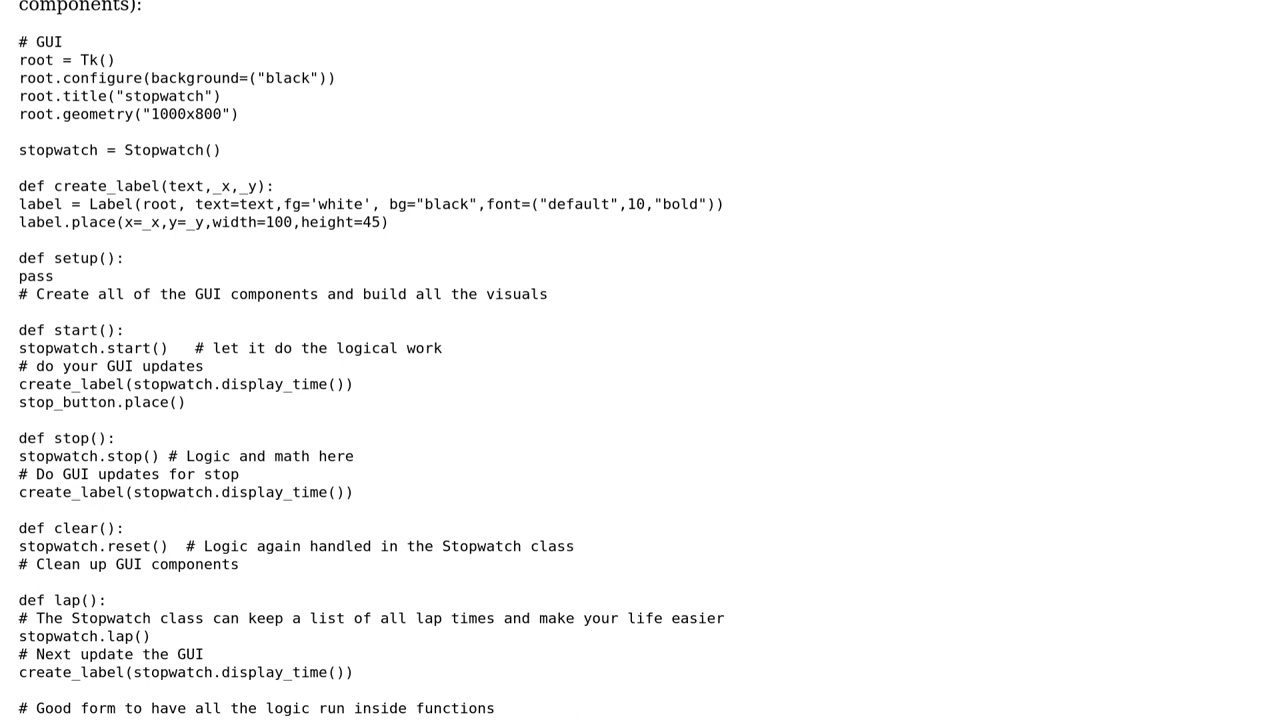 components):
# GUI
root = Tk()
root.configure(background=("black"))
root.title("stopwatch")
root.geometry("1000x800")
stopwatch = Stopwatch()
def create_label(text,_x,_y):
label = Label(root, text=text,fg='white', bg="black",font=("default",10,"bold"))
label.place(x=_x,y=_y,width=100,height=45)
def setup():
pass
# Create all of the GUI components and build all the visuals
def start():
stopwatch.start()   # let it do the logical work
# do your GUI updates
create_label(stopwatch.display_time())
stop_button.place()
def stop():
stopwatch.stop() # Logic and math here
# Do GUI updates for stop
create_label(stopwatch.display_time())
def clear():
stopwatch.reset()  # Logic again handled in the Stopwatch class
# Clean up GUI components
def lap():
# The Stopwatch class can keep a list of all lap times and make your life easier
stopwatch.lap()
# Next update the GUI
create_label(stopwatch.display_time())
# Good form to have all the logic run inside functions